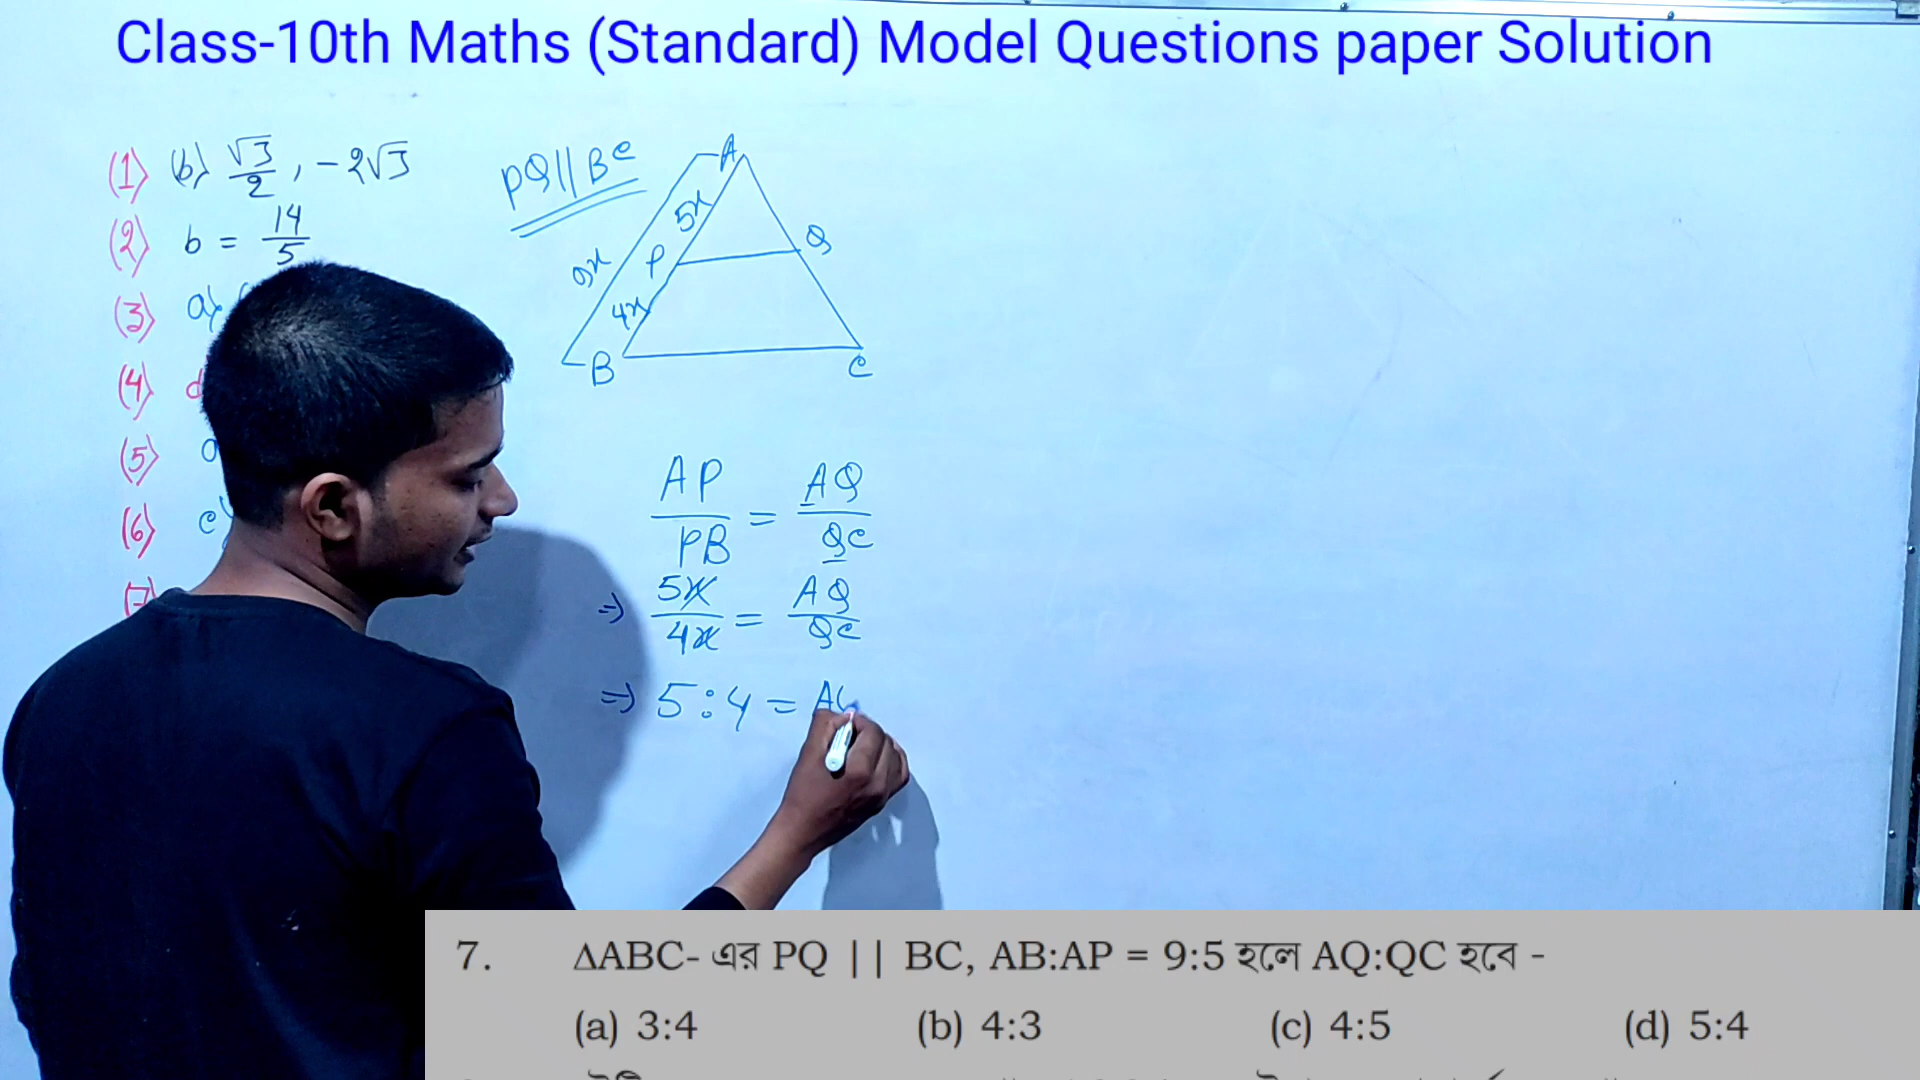 Class-10th Maths (Standard) Model Questions paper Solution
(1) (b) √3/2 , -2√3
(2) b = 14/5
(3) a)
(4) d
(5)
(6) c)
(7)
PQ||BC
A
5x
P
Q
9x
4x
B
C
AP/PB = AQ/QC
⇒ 5x/4x = AQ/QC
⇒ 5:4 = A
7. ∆ABC- এর PQ || BC, AB:AP = 9:5 হলে AQ:QC হবে -
(a) 3:4 (b) 4:3 (c) 4:5 (d) 5:4